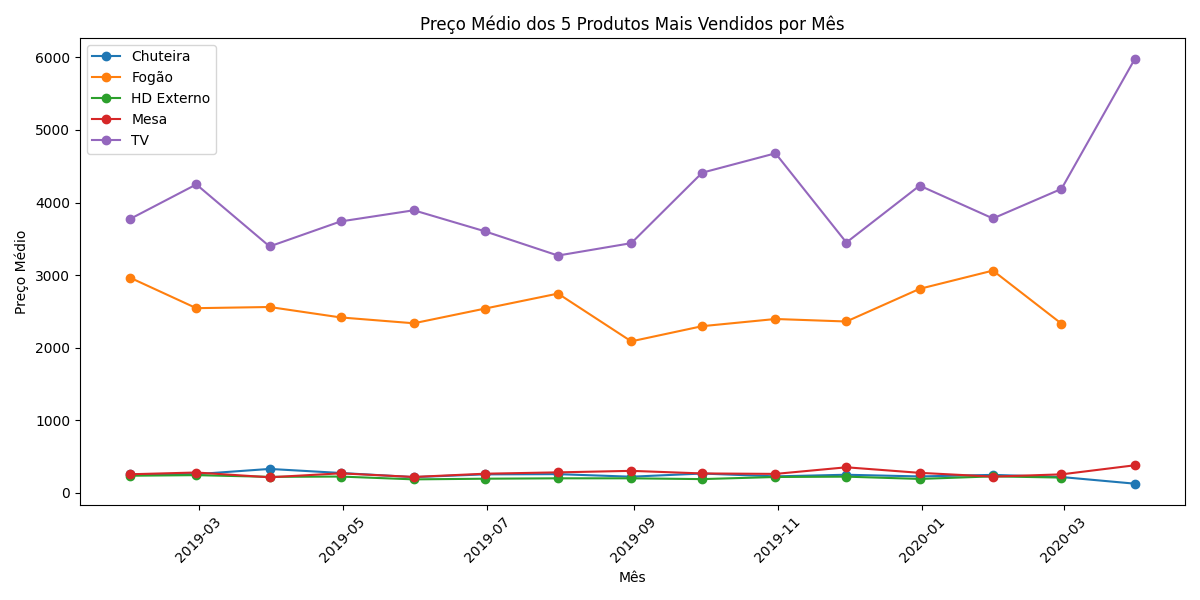 Preço Médio dos 5 Produtos Mais Vendidos por Mês
Chuteira
Fogão
HD Externo
Mesa
TV
Preço Médio
6000
5000
4000
3000
2000
1000
0
2019-03
2019-05
2019-07
2019-09
2019-11
2020-01
2020-03
Mês